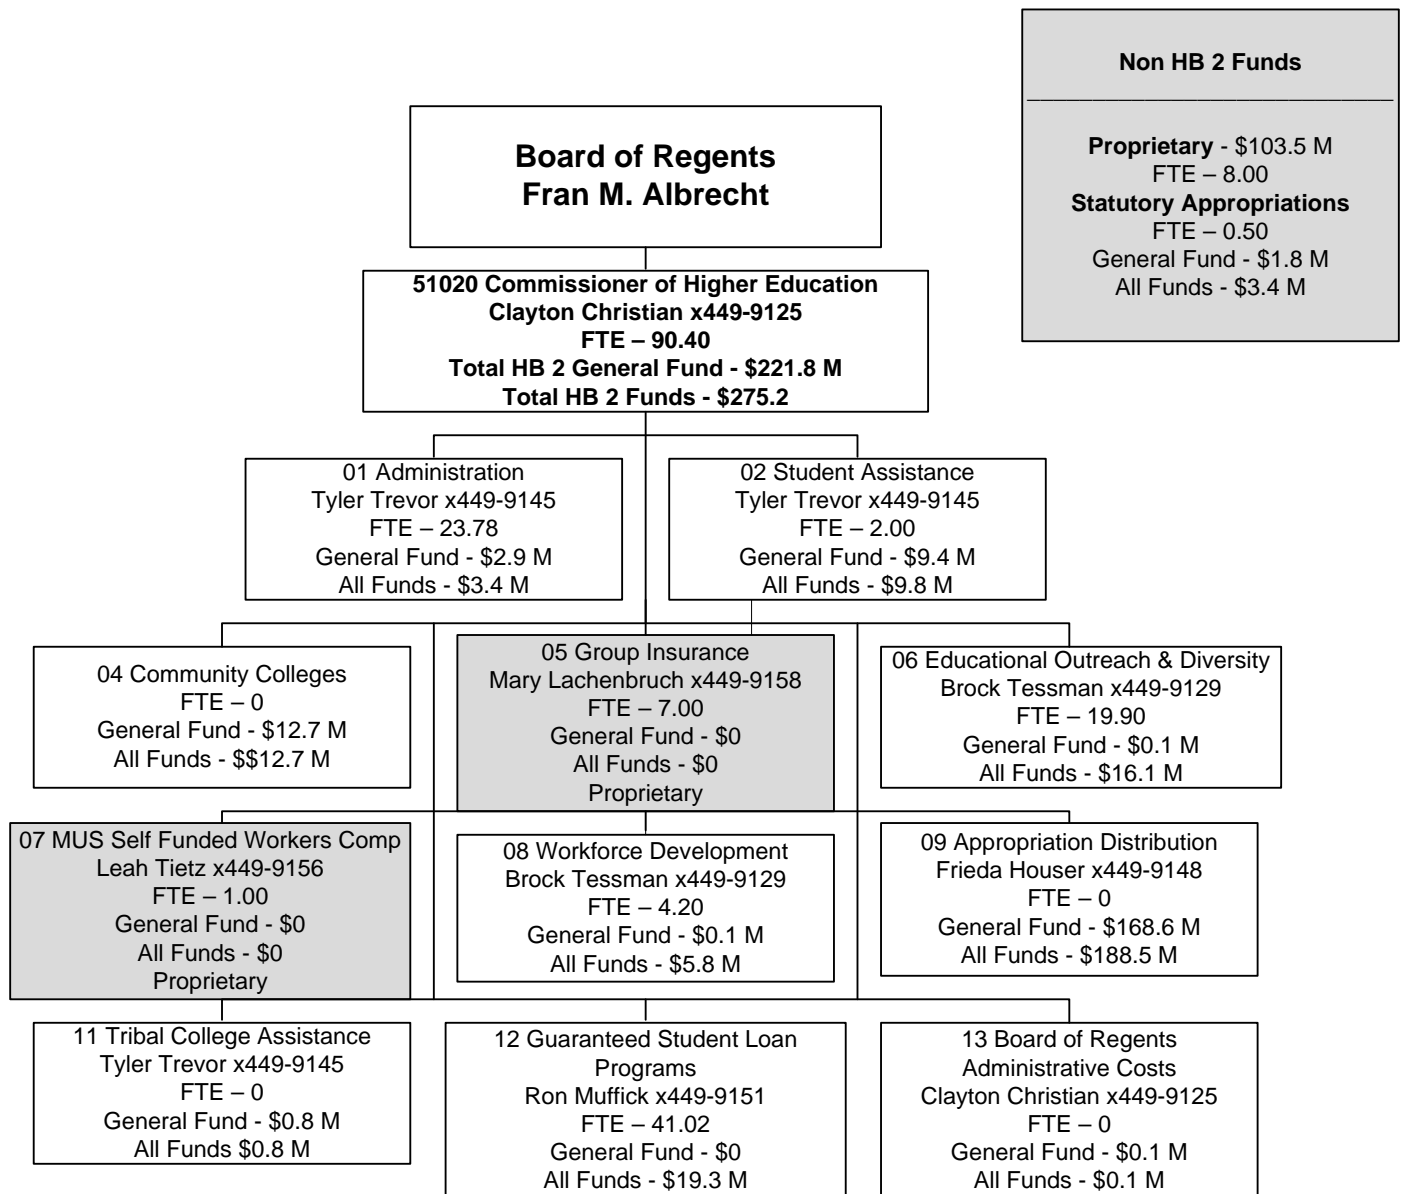 Non HB 2 Funds
Proprietary - $103.5 M
FTE – 8.00
Statutory Appropriations
FTE – 0.50
General Fund - $1.8 M
All Funds - $3.4 M
Board of Regents
Fran M. Albrecht
51020 Commissioner of Higher Education
Clayton Christian x449-9125
FTE – 90.40
Total HB 2 General Fund - $221.8 M
Total HB 2 Funds - $275.2
01 Administration
Tyler Trevor x449-9145
FTE – 23.78
General Fund - $2.9 M
All Funds - $3.4 M
02 Student Assistance
Tyler Trevor x449-9145
FTE – 2.00
General Fund - $9.4 M
All Funds - $9.8 M
04 Community Colleges
FTE – 0
General Fund - $12.7 M
All Funds - $$12.7 M
05 Group Insurance
Mary Lachenbruch x449-9158
FTE – 7.00
General Fund - $0
All Funds - $0
Proprietary
06 Educational Outreach & Diversity
Brock Tessman x449-9129
FTE – 19.90
General Fund - $0.1 M
All Funds - $16.1 M
07 MUS Self Funded Workers Comp
Leah Tietz x449-9156
FTE – 1.00
General Fund - $0
All Funds - $0
Proprietary
08 Workforce Development
Brock Tessman x449-9129
FTE – 4.20
General Fund - $0.1 M
All Funds - $5.8 M
09 Appropriation Distribution
Frieda Houser x449-9148
FTE – 0
General Fund - $168.6 M
All Funds - $188.5 M
11 Tribal College Assistance
Tyler Trevor x449-9145
FTE – 0
General Fund - $0.8 M
All Funds $0.8 M
12 Guaranteed Student Loan
Programs
Ron Muffick x449-9151
FTE – 41.02
General Fund - $0
All Funds - $19.3 M
13 Board of Regents
Administrative Costs
Clayton Christian x449-9125
FTE – 0
General Fund - $0.1 M
All Funds - $0.1 M